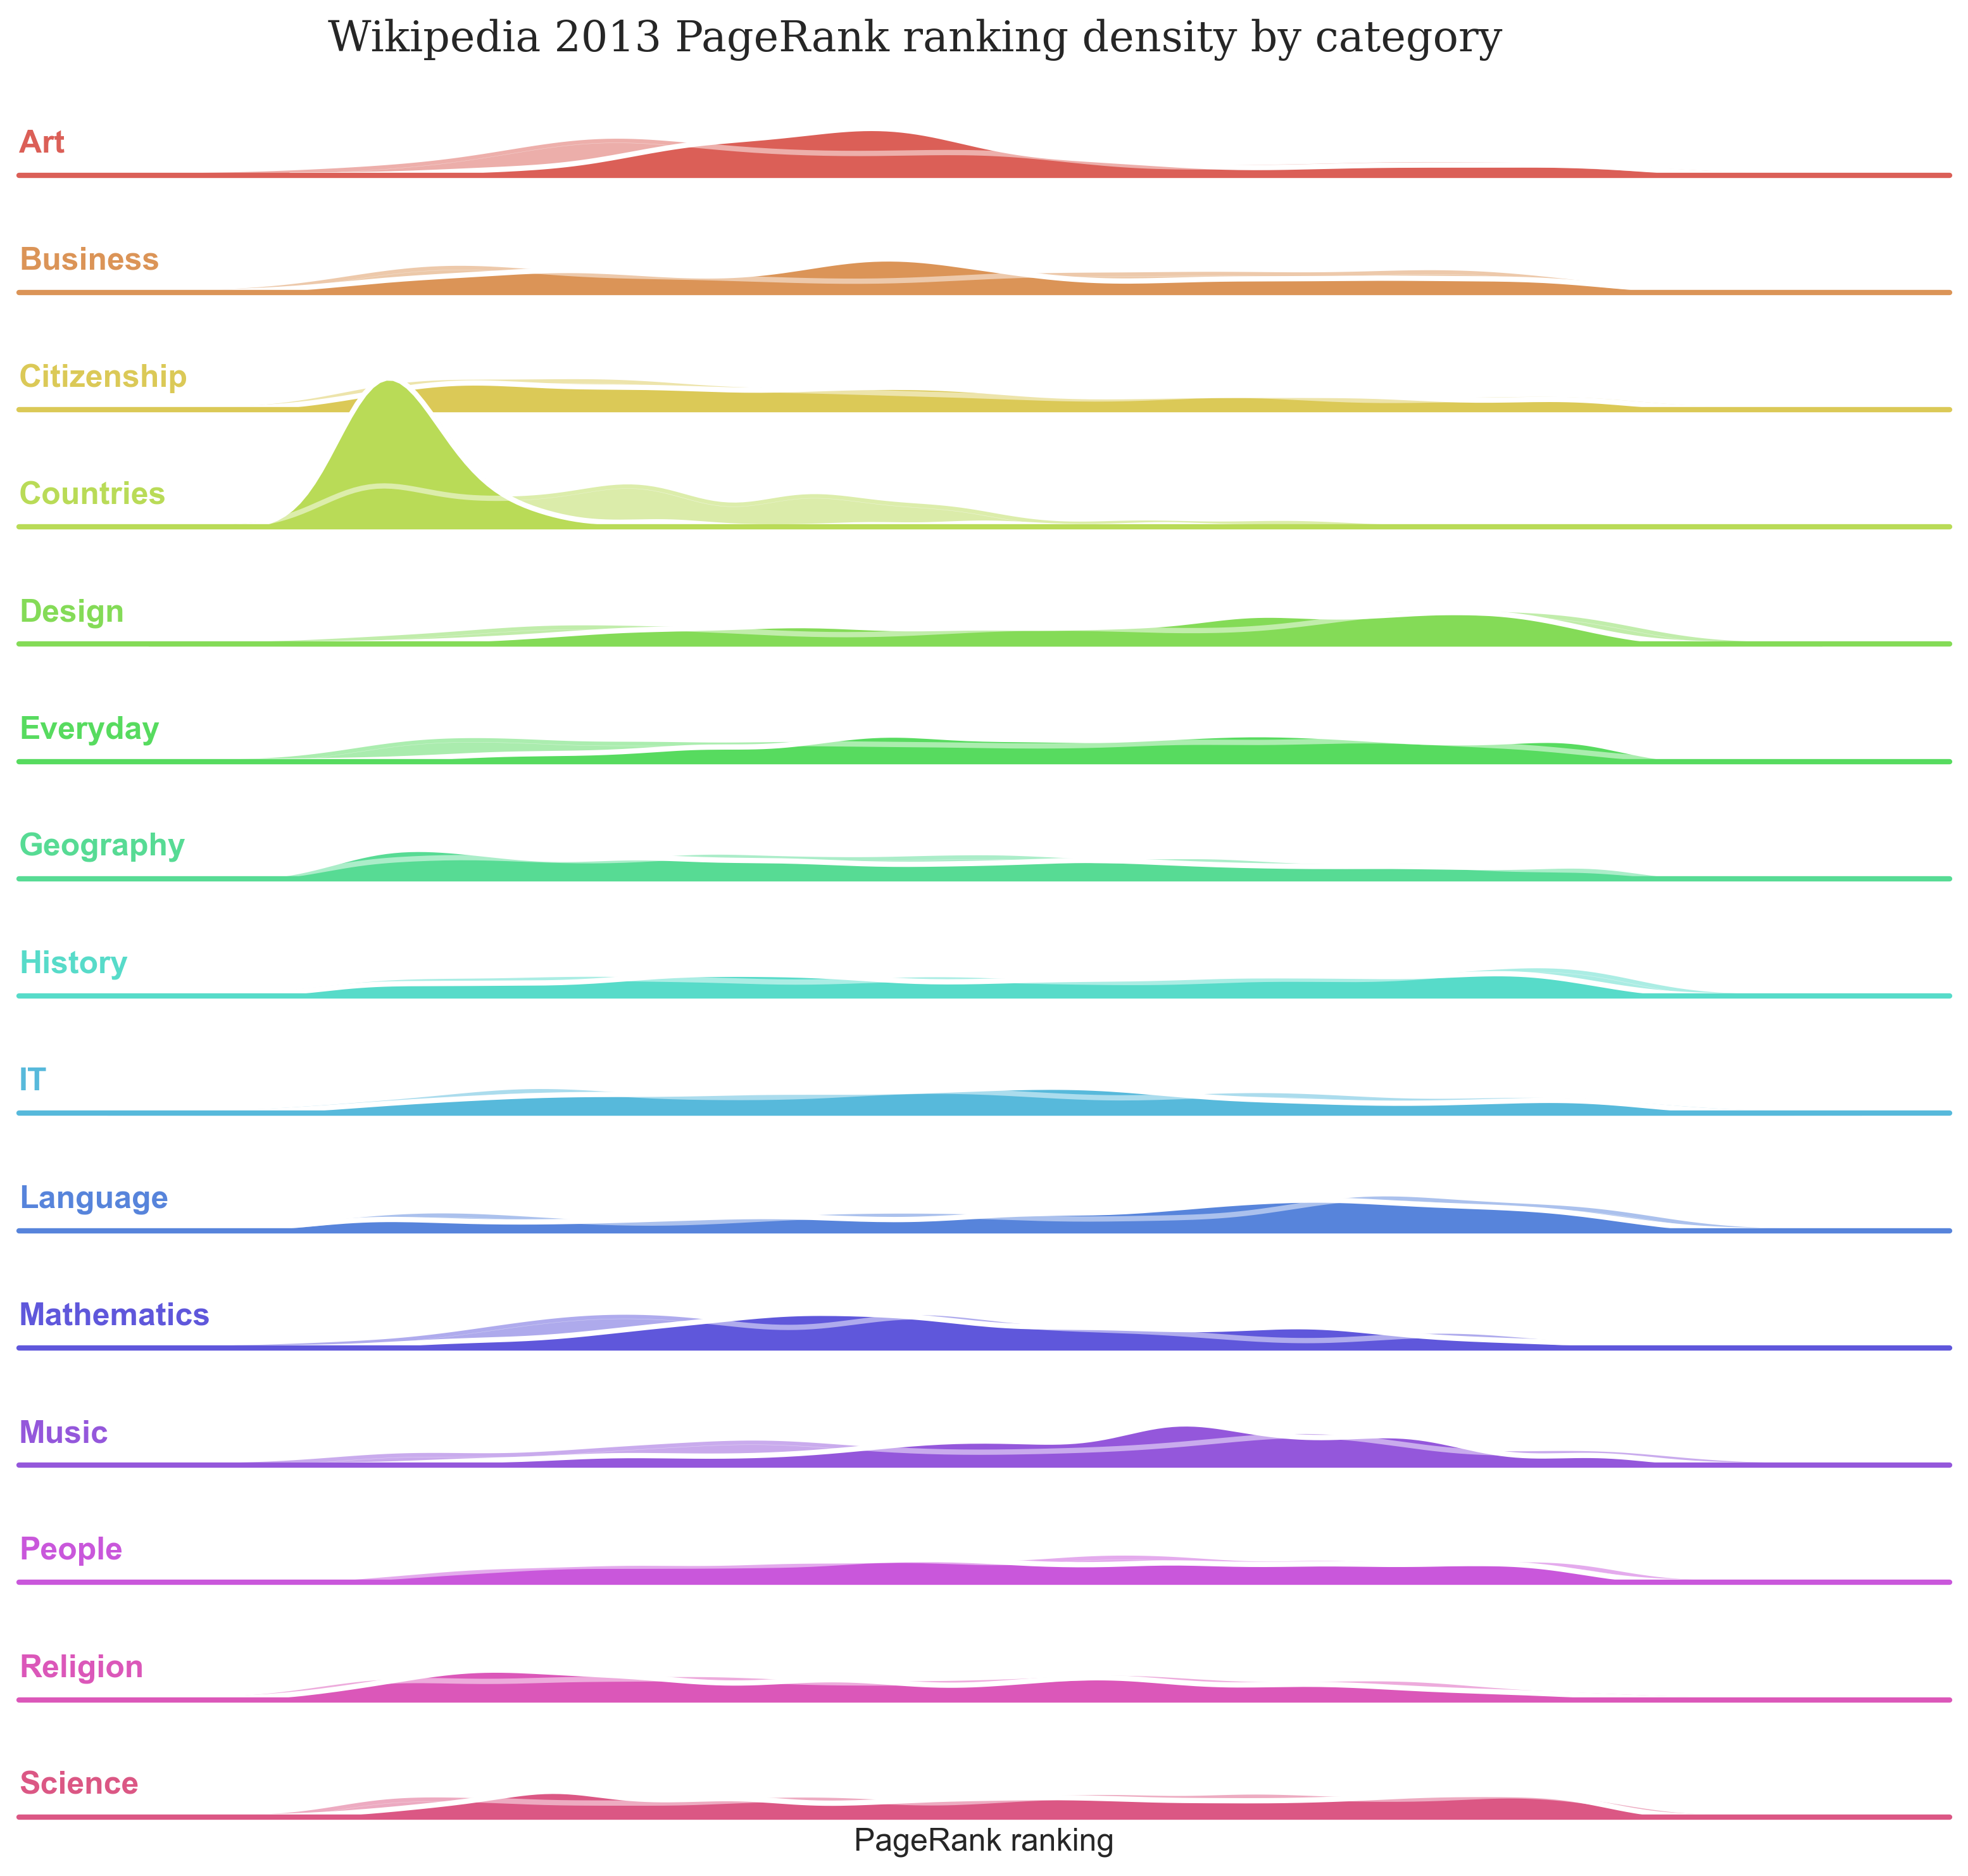 Wikipedia 2013 PageRank ranking density by category
Art
Business
Citizenship
Countries
Design
Everyday
Geography
History
IT
Language
Mathematics
Music
People
Religion
Science
PageRank ranking